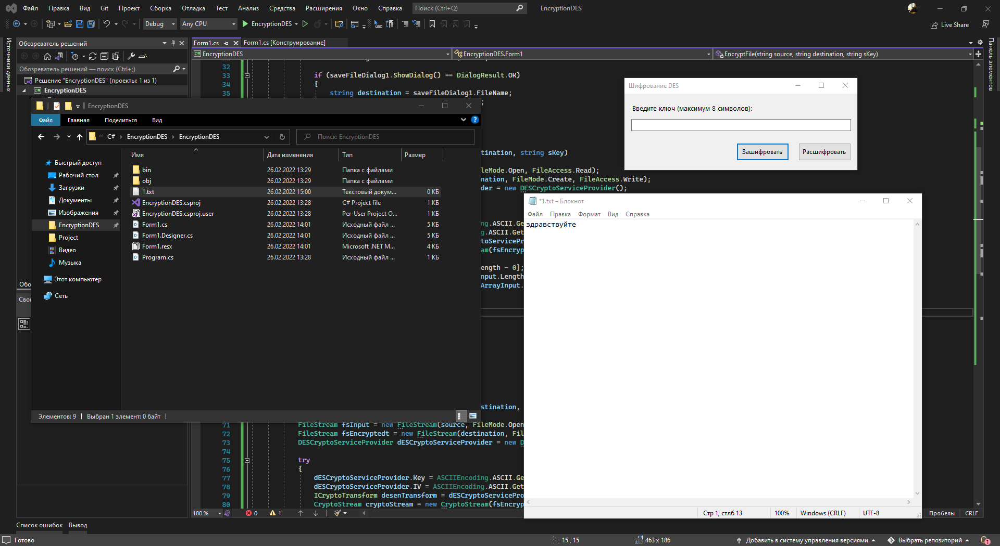 Файл Правка Вид Git Проект Сборка Отладка Тест Анализ Средства Расширения Окно Справка Поиск (Ctrl+Q) EncryptionDES
Debug Any CPU EncryptionDES Live Share
Источники данных
Обозреватель решений
Обозреватель решений — поиск (Ctrl+;)
Решение "EncryptionDES" (проекты: 1 из 1)
EncryptionDES
Form1.cs Form1.cs [Конструирование]
EncryptionDES EncryptionDES.Form1 EncryptFile(string source, string destination, string sKey)
Панель элементов
32
33 if (saveFileDialog1.ShowDialog() == DialogResult.OK)
34 {
35 string destination = saveFileDialog1.FileName;
;
tination, string sKey)
leMode.Open, FileAccess.Read);
nation, FileMode.Create, FileAccess.Write);
der = new DESCryptoServiceProvider();
ng.ASCII.Ge
g.ASCII.Get
toServicePr
am(fsEncryp
ength - 0];
nput.Length
ArrayInput.
stination,
EncryptionDES
Файл Главная Поделиться Вид
C# EncryptionDES EncryptionDES Поиск: EncryptionDES
Быстрый доступ
Рабочий стол
Загрузки
Документы
Изображения
EncryptionDES
Project
Видео
Музыка
Этот компьютер
Сеть
Имя Дата изменения Тип Размер
bin 26.02.2022 13:29 Папка с файлами
obj 26.02.2022 13:29 Папка с файлами
1.txt 26.02.2022 15:00 Текстовый докум... 0 КБ
EncryptionDES.csproj 26.02.2022 13:28 C# Project file 1 КБ
EncryptionDES.csproj.user 26.02.2022 13:28 Per-User Project O... 1 КБ
Form1.cs 26.02.2022 14:01 Исходный файл ... 5 КБ
Form1.Designer.cs 26.02.2022 14:01 Исходный файл ... 5 КБ
Form1.resx 26.02.2022 14:01 Microsoft .NET M... 4 КБ
Program.cs 26.02.2022 13:28 Исходный файл ... 1 КБ
Элементов: 9 Выбран 1 элемент: 0 байт
Обо
Свой
Шифрование DES
Введите ключ (максимум 8 символов):
Зашифровать Расшифровать
*1.txt – Блокнот
Файл Правка Формат Вид Справка
здравствуйте
Стр 1, стлб 13 100% Windows (CRLF) UTF-8
71 FileStream fsInput = new FileStream(source, FileMode.Open
72 FileStream fsEncryptedt = new FileStream(destination, Fil
73 DESCryptoServiceProvider dESCryptoServiceProvider = new D
74
75 try
76 {
77 dESCryptoServiceProvider.Key = ASCIIEncoding.ASCII.Ge
78 dESCryptoServiceProvider.IV = ASCIIEncoding.ASCII.Get
79 ICryptoTransform desenTransform = dESCryptoServicePro
80 CryptoStream cryptoStream = new CryptoStream(fsEncryp
100 % 0 1 Пробелы CRLF
Список ошибок Вывод
Готово 15 , 15 463 x 186 Добавить в систему управления версиями Выбрать репозиторий 1